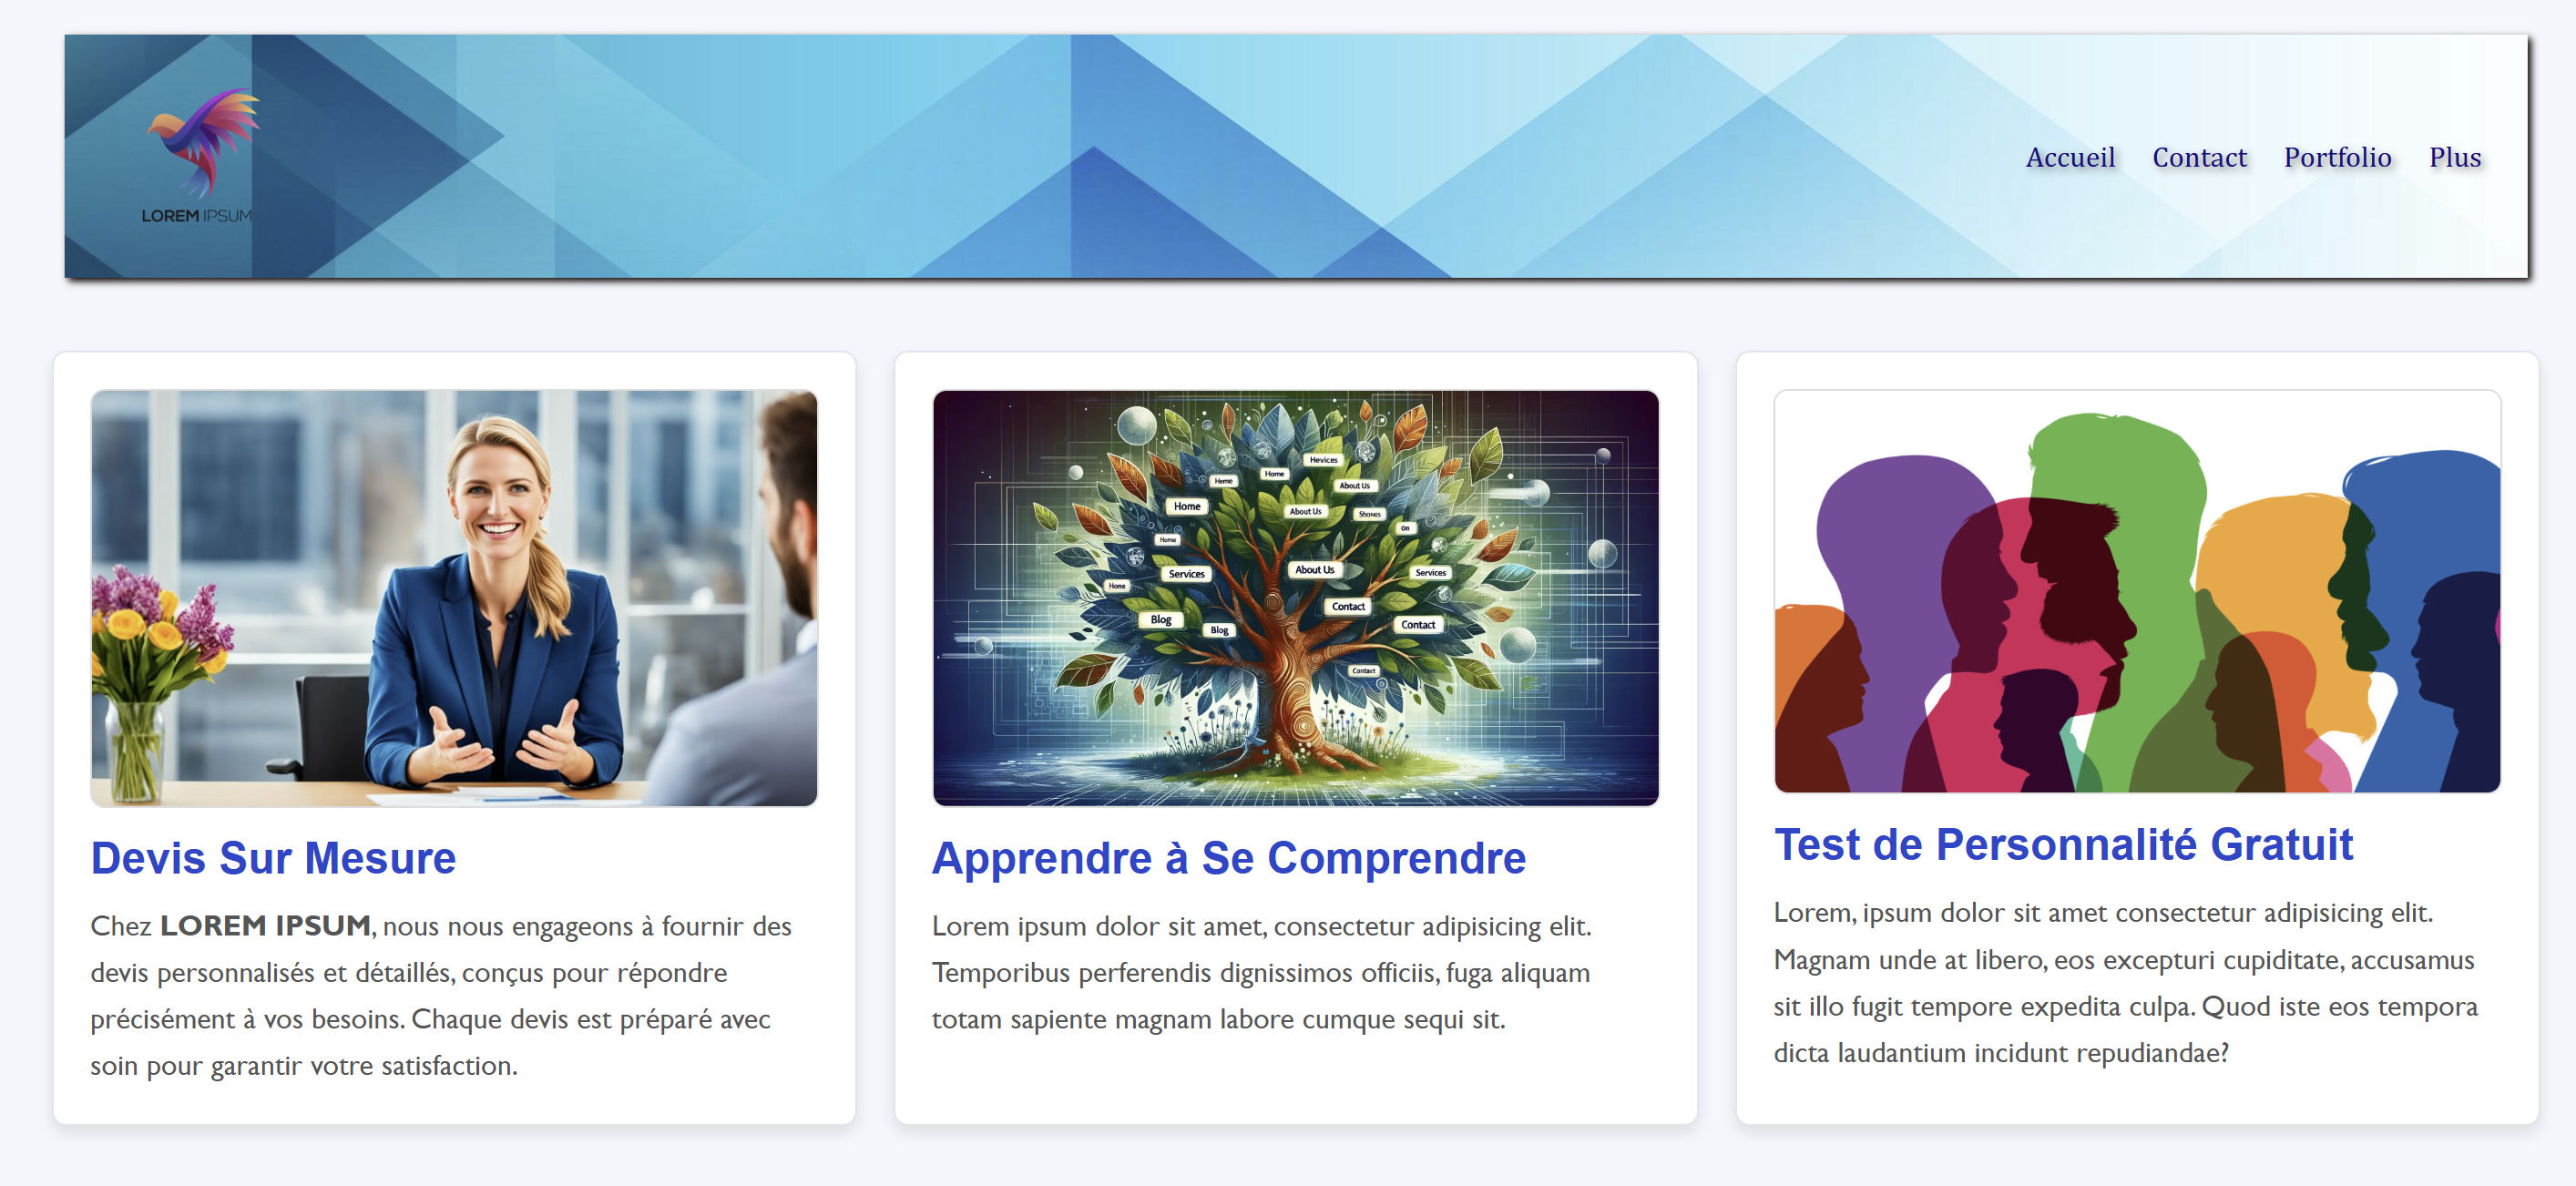 LOREM IPSUM
Accueil Contact Portfolio Plus
Hevices
Home
Home
About Us
Home
About Us
Shones
on
Home
About Us
Services
Services
Home
Contact
Blog
Blog
Contact
Contact
Devis Sur Mesure
Chez LOREM IPSUM, nous nous engageons à fournir des
devis personnalisés et détaillés, conçus pour répondre
précisément à vos besoins. Chaque devis est préparé avec
soin pour garantir votre satisfaction.
Apprendre à Se Comprendre
Lorem ipsum dolor sit amet, consectetur adipisicing elit.
Temporibus perferendis dignissimos officiis, fuga aliquam
totam sapiente magnam labore cumque sequi sit.
Test de Personnalité Gratuit
Lorem, ipsum dolor sit amet consectetur adipisicing elit.
Magnam unde at libero, eos excepturi cupiditate, accusamus
sit illo fugit tempore expedita culpa. Quod iste eos tempora
dicta laudantium incidunt repudiandae?